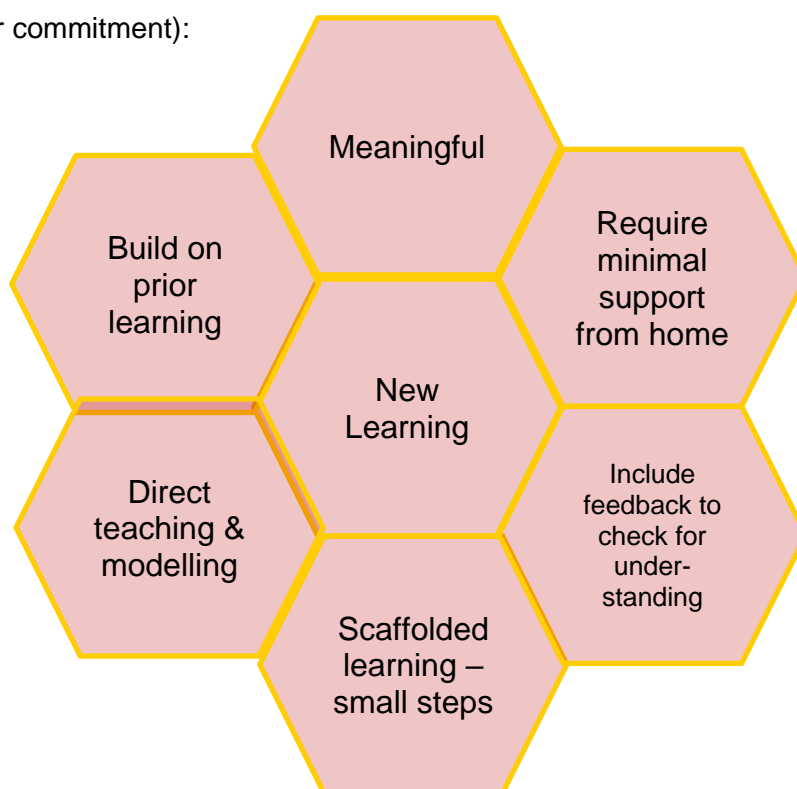 r commitment):
Meaningful
Build on
prior
learning
Require
minimal
support
from home
New
Learning
Direct
teaching &
modelling
Include
feedback to
check for
under-
standing
Scaffolded
learning –
small steps